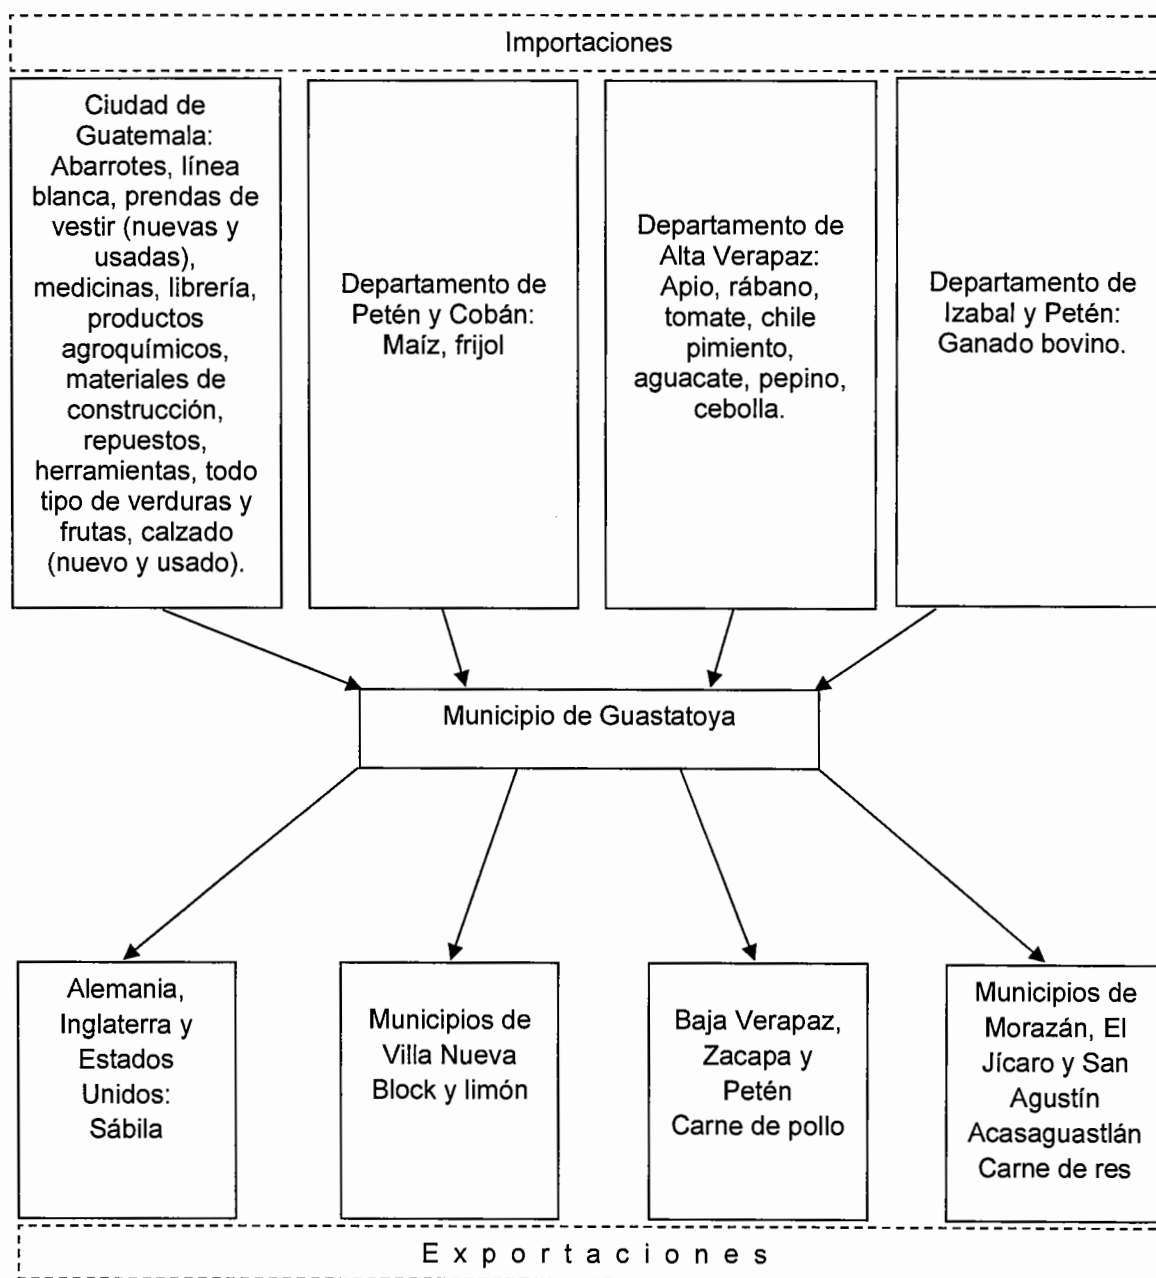 Importaciones
Ciudad de
Guatemala:
Abarrotes, línea
blanca, prendas de
vestir (nuevas y
usadas),
medicinas, librería,
productos
agroquímicos,
materiales de
construcción,
repuestos,
herramientas, todo
tipo de verduras y
frutas, calzado
(nuevo y usado).
Departamento de
Petén y Cobán:
Maíz, frijol
Departamento de
Alta Verapaz:
Apio, rábano,
tomate, chile
pimiento,
aguacate, pepino,
cebolla.
Departamento de
Izabal y Petén:
Ganado bovino.
Municipio de Guastatoya
Alemania,
Inglaterra y
Estados
Unidos:
Sábila
Municipios de
Villa Nueva
Block y limón
Baja Verapaz,
Zacapa y
Petén
Carne de pollo
Municipios de
Morazán, El
Jícaro y San
Agustín
Acasaguastlán
Carne de res
Exportaciones